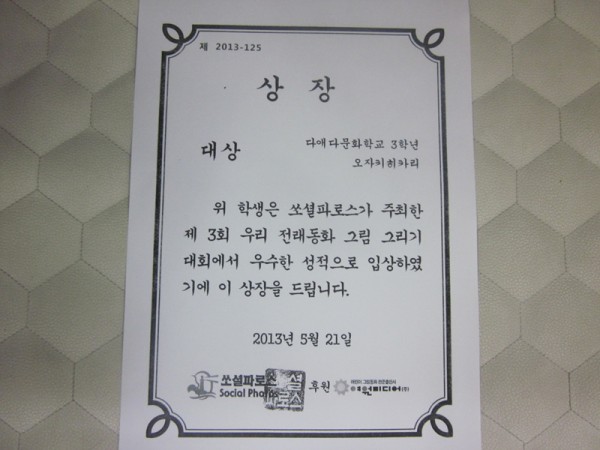 제 2013-125
상 장
대상
다애다문화학교 3학년
오자키히카리
위 학생은 쏘셜파로스가 주최한
제 3회 우리 전래동화 그림 그리기
대회에서 우수한 성적으로 입상하였
기에 이 상장을 드립니다.
2013년 5월 21일
쏘셜파로스
Social Pharos
후원